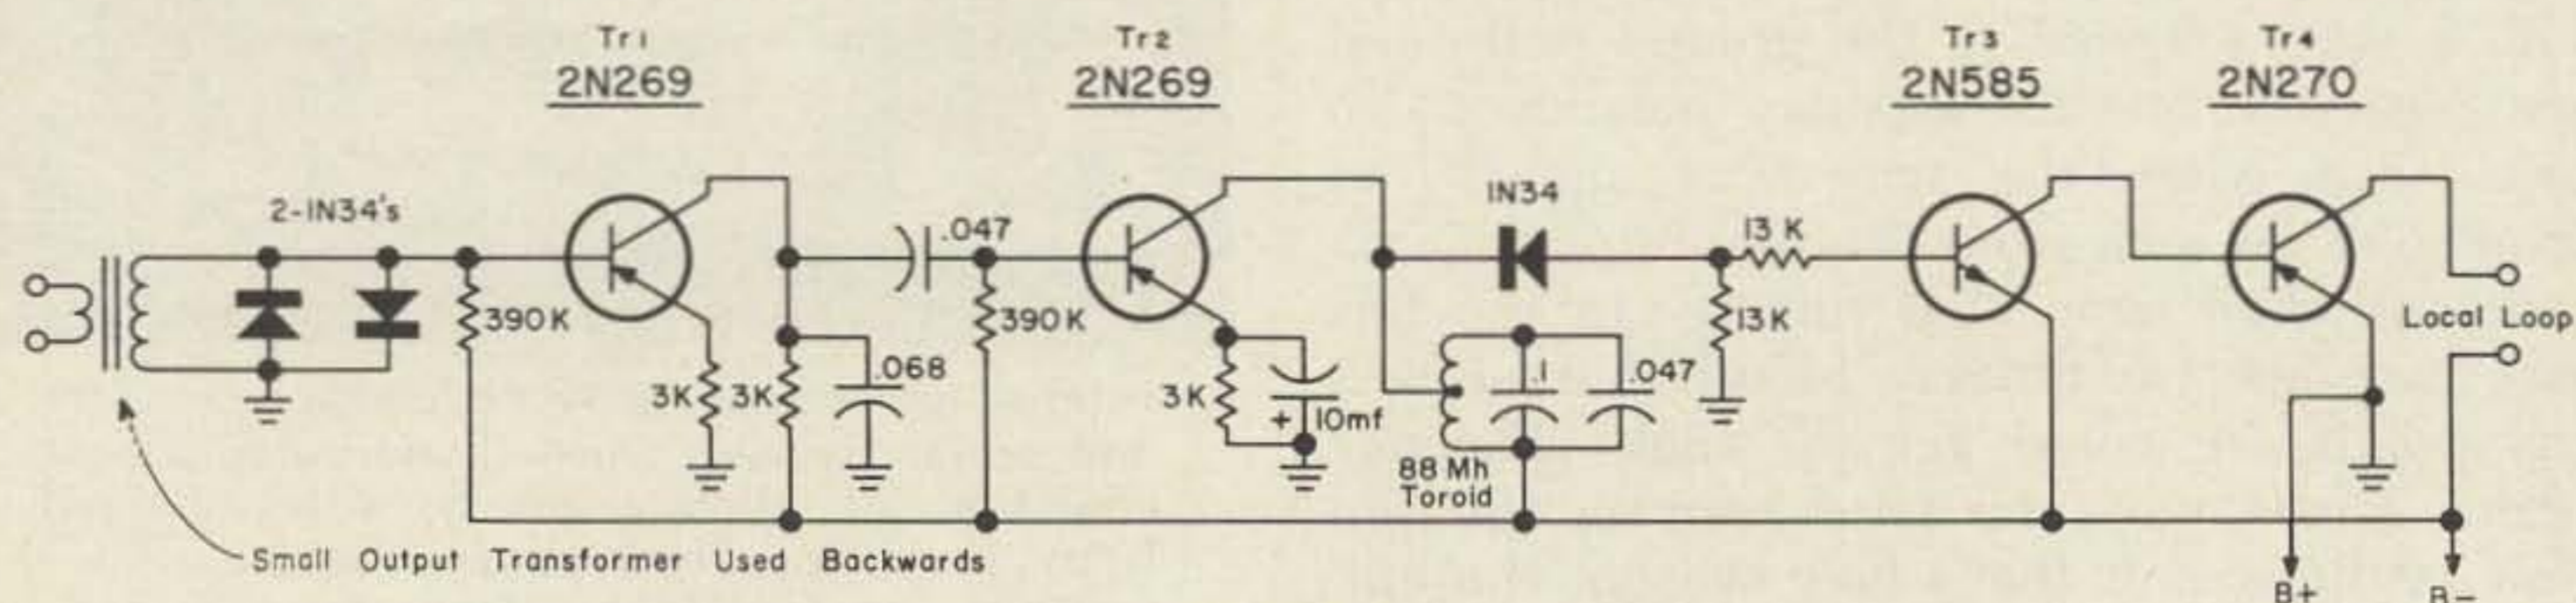 Tr1
2N269
Tr2
2N269
Tr3
2N585
Tr4
2N270
2-IN34's
.047
IN34
13 K
390K
390K
13K
Local Loop
3K
3K
.068
3K
+
10mf
.1
.047
88 Mh
Toroid
Small Output Transformer Used Backwards
B+
B-